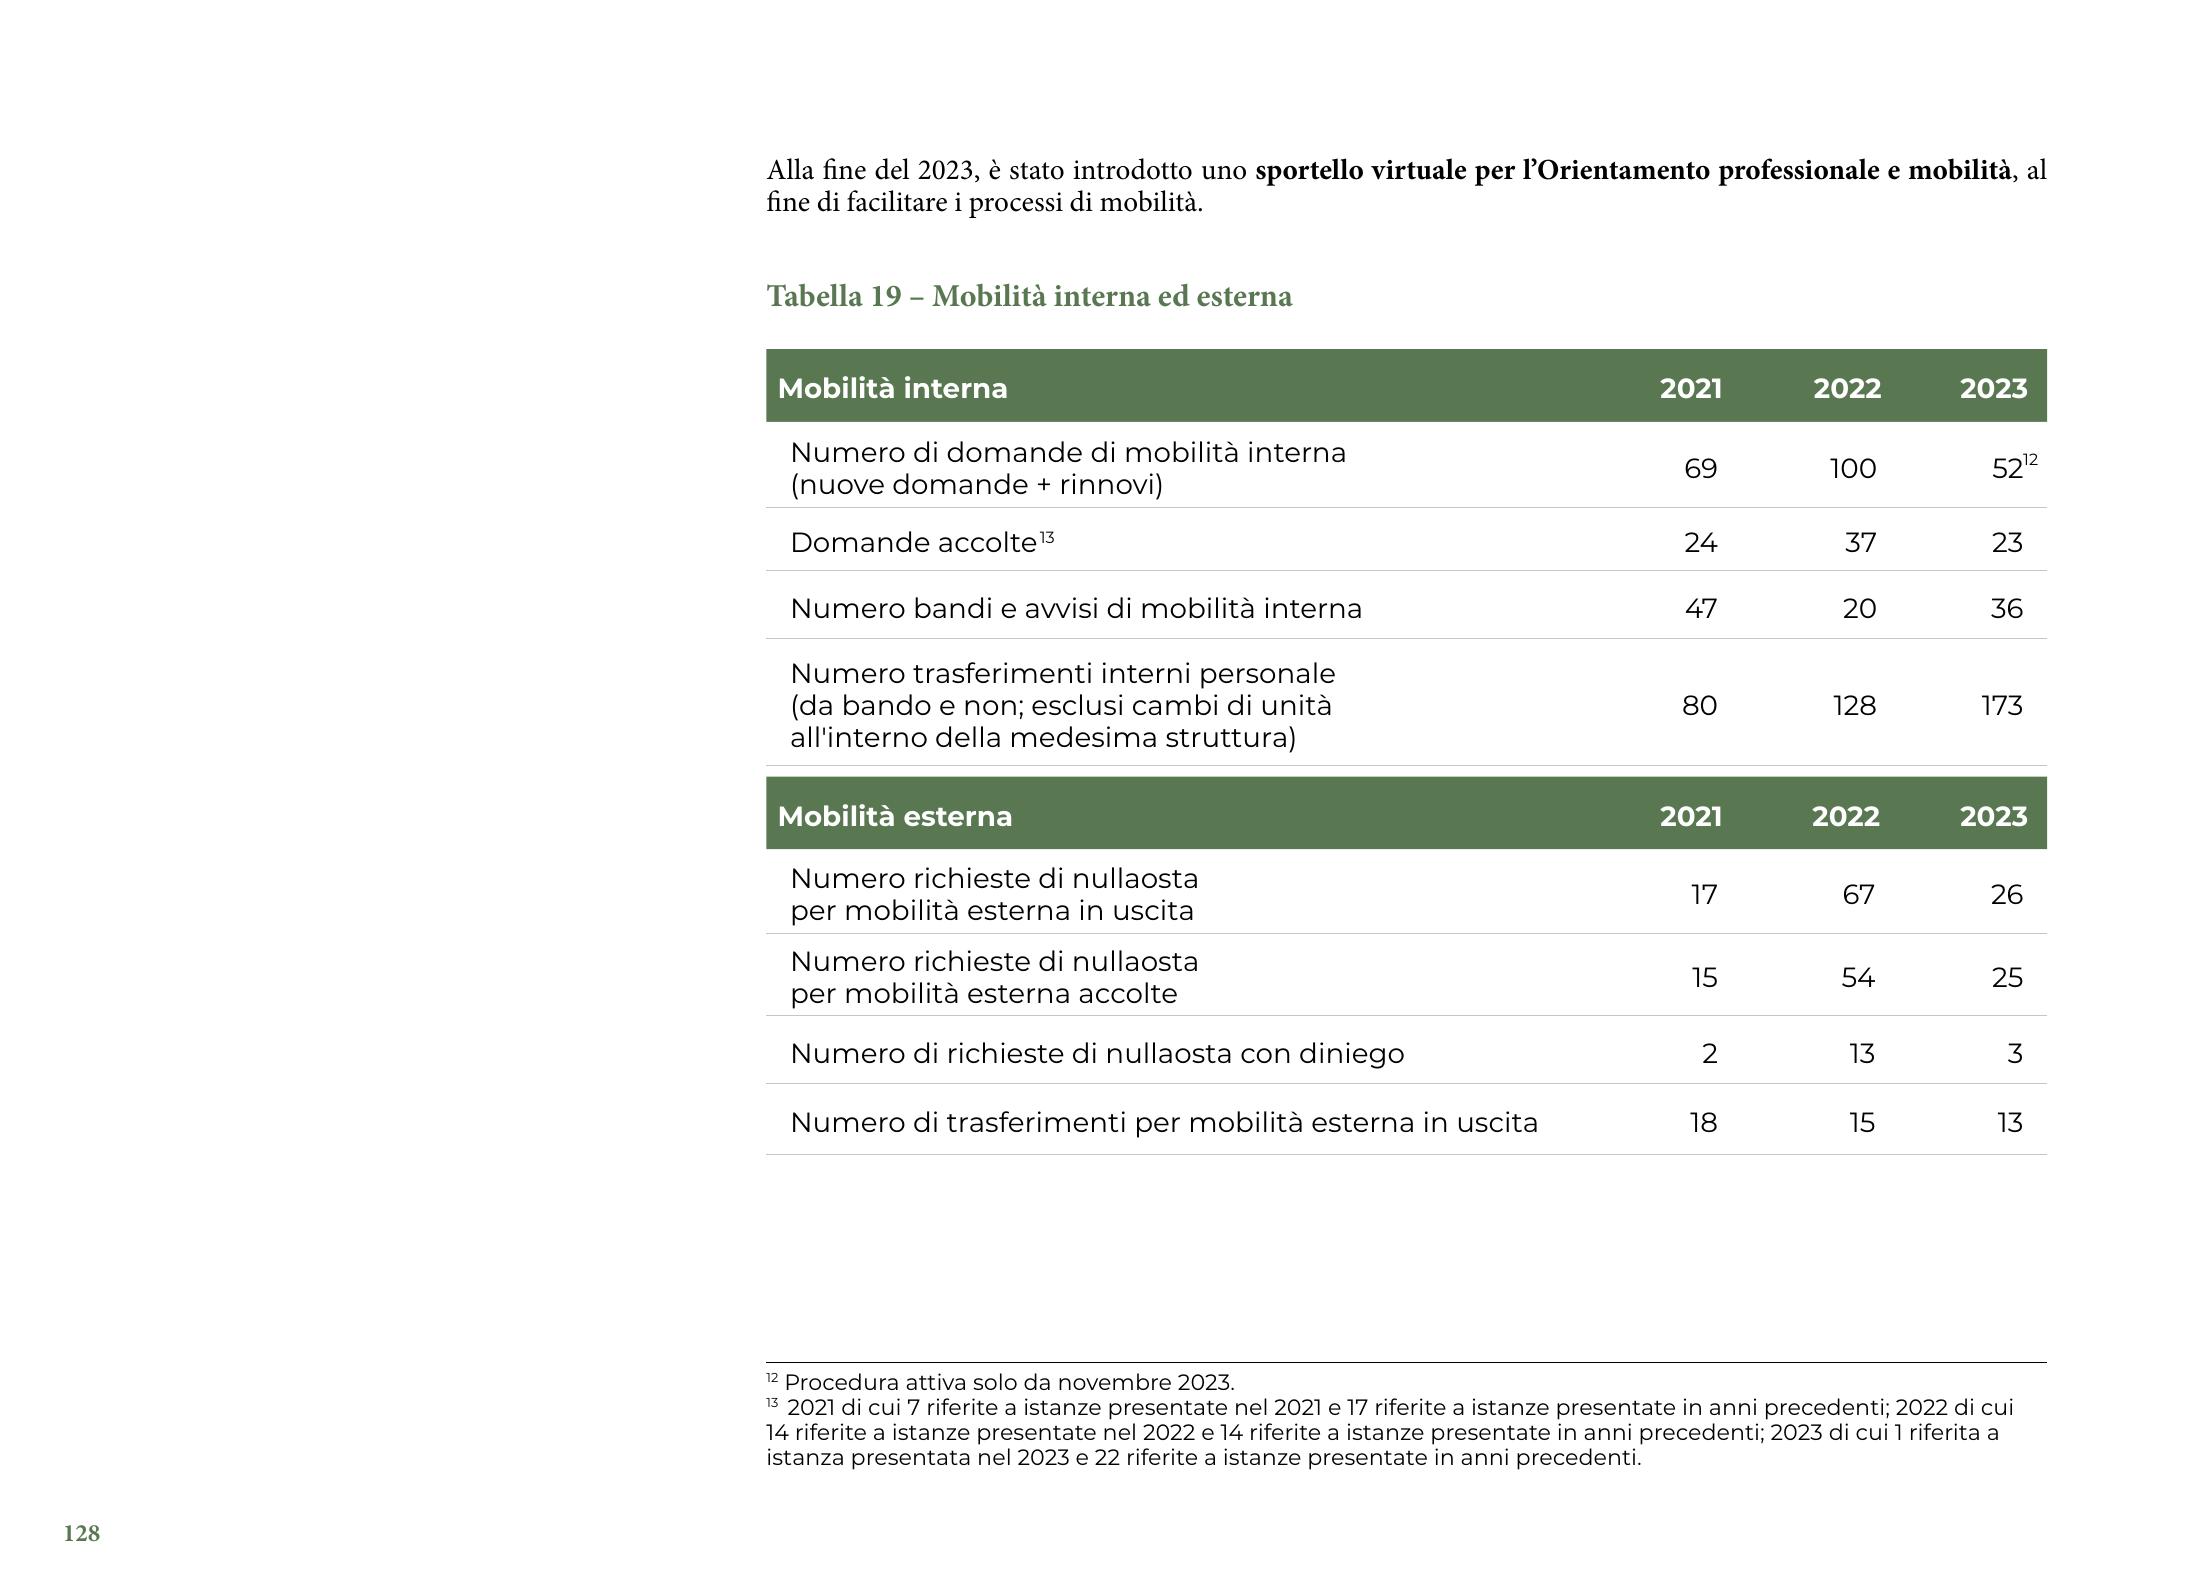 Alla fine del 2023, è stato introdotto uno sportello virtuale per l’Orientamento professionale e mobilità, al
fine di facilitare i processi di mobilità.
Tabella 19 – Mobilità interna ed esterna
Mobilità interna 2021 2022 2023
Numero di domande di mobilità interna
(nuove domande + rinnovi) 69 100 52¹²
Domande accolte¹³ 24 37 23
Numero bandi e avvisi di mobilità interna 47 20 36
Numero trasferimenti interni personale
(da bando e non; esclusi cambi di unità 80 128 173
all'interno della medesima struttura)
Mobilità esterna 2021 2022 2023
Numero richieste di nullaosta
per mobilità esterna in uscita 17 67 26
Numero richieste di nullaosta
per mobilità esterna accolte 15 54 25
Numero di richieste di nullaosta con diniego 2 13 3
Numero di trasferimenti per mobilità esterna in uscita 18 15 13
¹² Procedura attiva solo da novembre 2023.
¹³ 2021 di cui 7 riferite a istanze presentate nel 2021 e 17 riferite a istanze presentate in anni precedenti; 2022 di cui
14 riferite a istanze presentate nel 2022 e 14 riferite a istanze presentate in anni precedenti; 2023 di cui 1 riferita a
istanza presentata nel 2023 e 22 riferite a istanze presentate in anni precedenti.
128